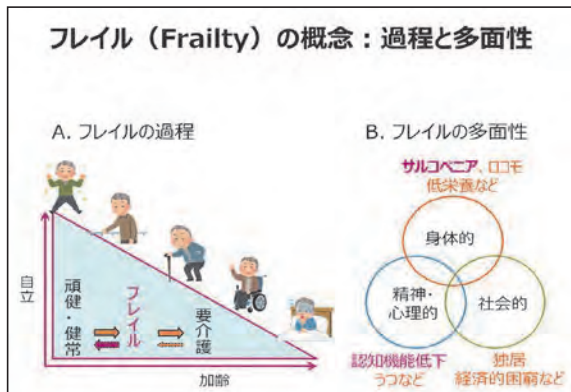 フレイル（Frailty）の概念：過程と多面性
A. フレイルの過程
自立
頑健・健常
フレイル
要介護
加齢
B. フレイルの多面性
サルコペニア、ロコモ
低栄養など
身体的
精神・
心理的
社会的
認知機能低下
うつなど
独居
経済的困窮など